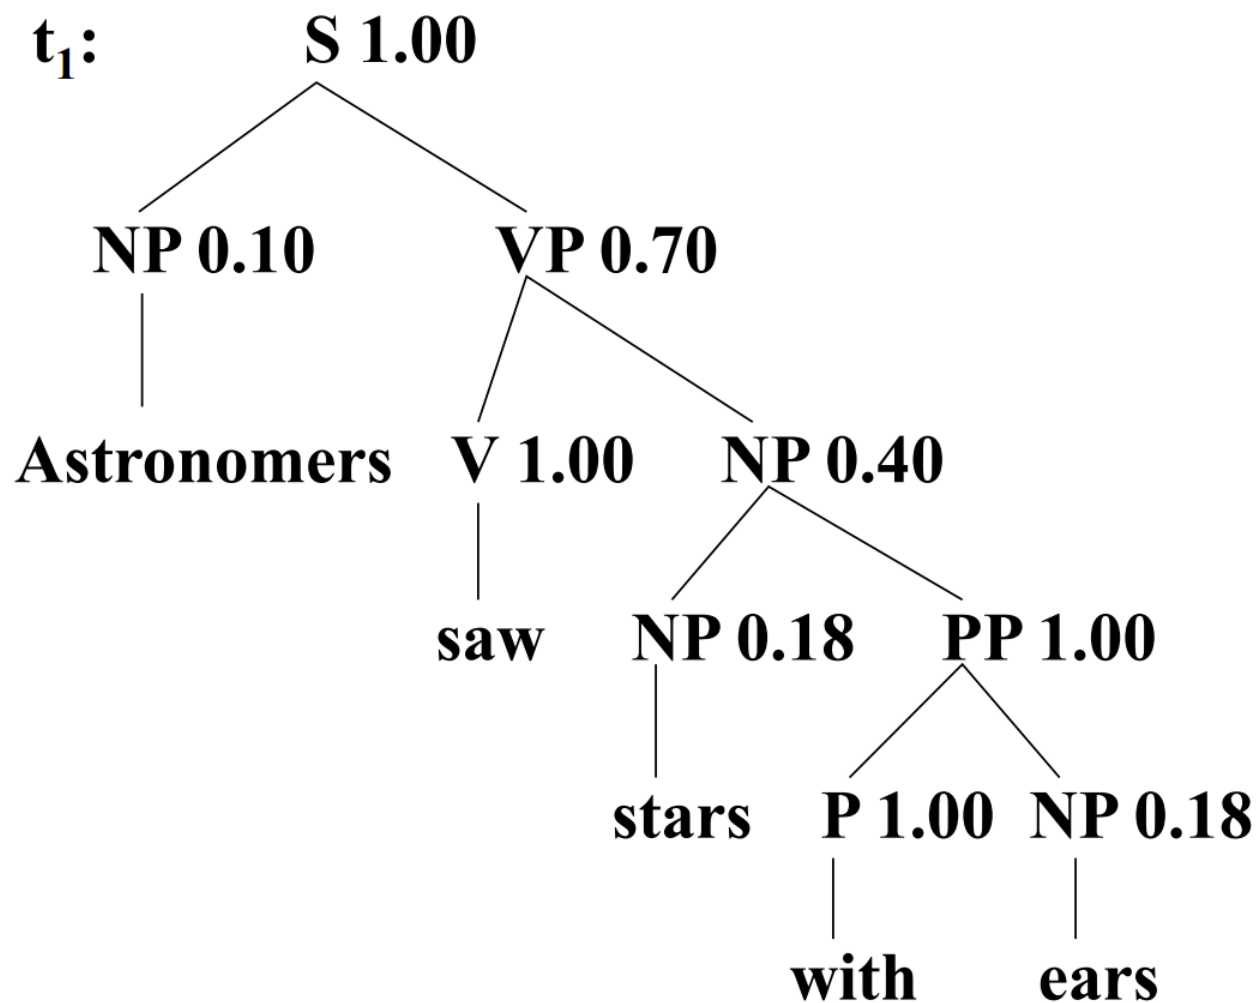 t1: S 1.00
NP 0.10 VP 0.70
Astronomers V 1.00 NP 0.40
saw NP 0.18 PP 1.00
stars P 1.00 NP 0.18
with ears